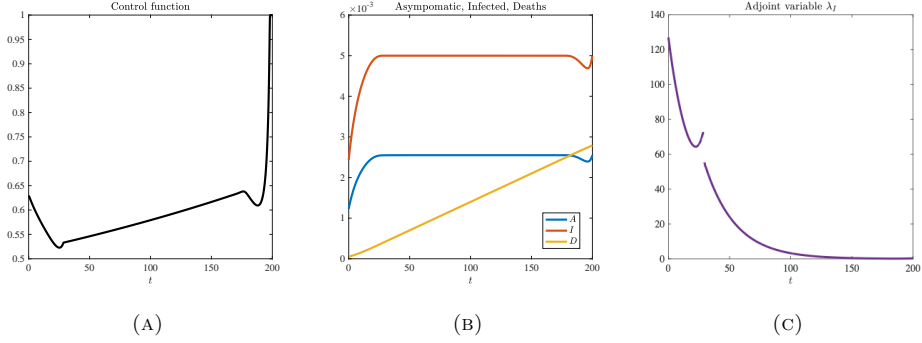 Control function
1
0.95
0.9
0.85
0.8
0.75
0.7
0.65
0.6
0.55
0.5
0 50 100 150 200
t
(A)
Asympomatic, Infected, Deaths
×10⁻³
6
5
4
3
2
1
0
0 50 100 150 200
t
A
I
D
(B)
Adjoint variable λ_I
140
120
100
80
60
40
20
0
0 50 100 150 200
t
(C)